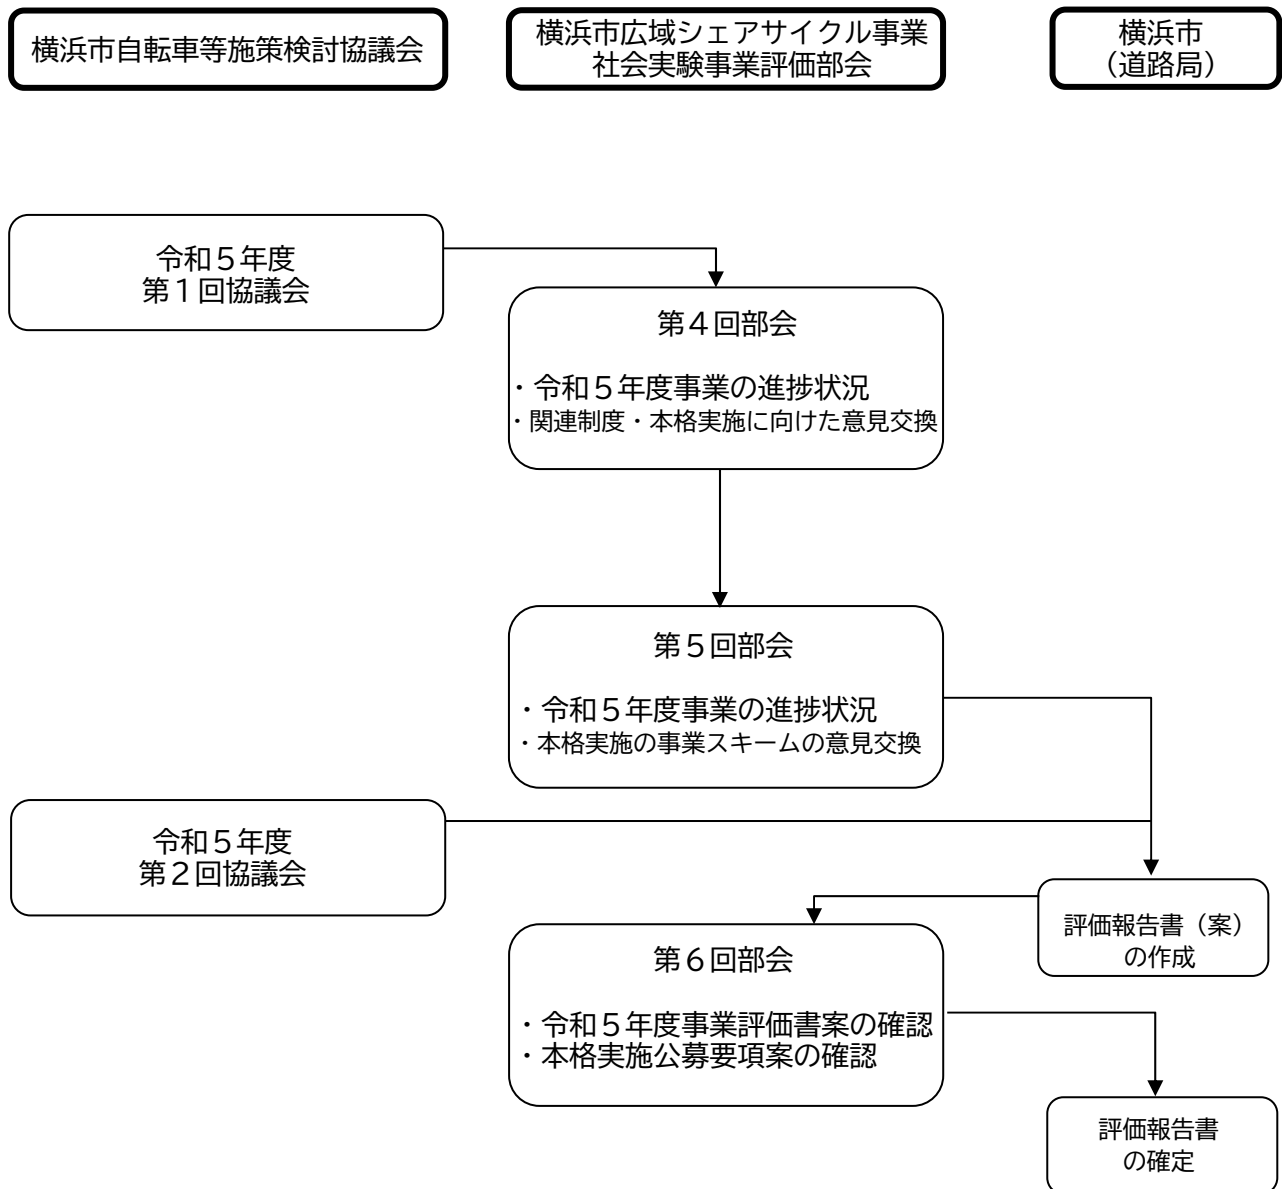 横浜市自転車等施策検討協議会
横浜市広域シェアサイクル事業
社会実験事業評価部会
横浜市
（道路局）
令和５年度
第１回協議会
第４回部会
・令和５年度事業の進捗状況
・関連制度・本格実施に向けた意見交換
第５回部会
・令和５年度事業の進捗状況
・本格実施の事業スキームの意見交換
令和５年度
第２回協議会
評価報告書（案）
の作成
第６回部会
・令和５年度事業評価書案の確認
・本格実施公募要項案の確認
評価報告書
の確定